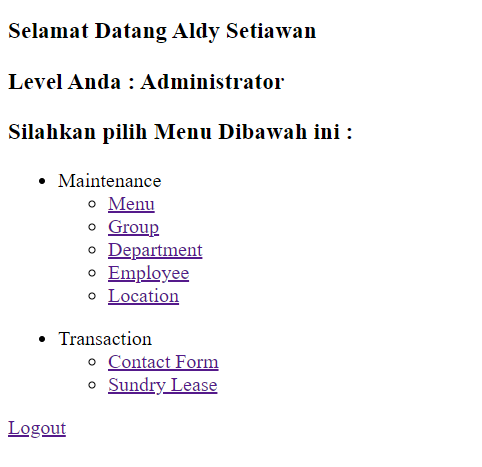 Selamat Datang Aldy Setiawan
Level Anda : Administrator
Silahkan pilih Menu Dibawah ini :
Maintenance
Menu
Group
Department
Employee
Location
Transaction
Contact Form
Sundry Lease
Logout